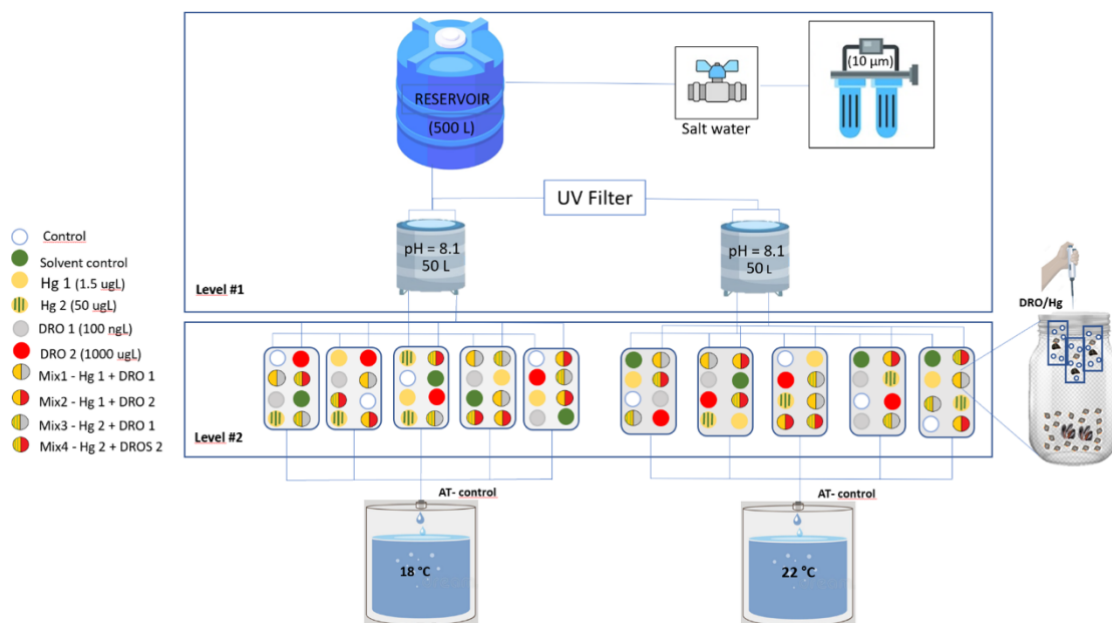 RESERVOIR
(500 L)
Salt water
(10 µm)
UV Filter
pH = 8.1
50 L
pH = 8.1
50 L
Level #1
Control
Solvent control
Hg 1 (1.5 ugL)
Hg 2 (50 ugL)
DRO 1 (100 ngL)
DRO 2 (1000 ugL)
Mix1 - Hg 1 + DRO 1
Mix2 - Hg 1 + DRO 2
Mix3 - Hg 2 + DRO 1
Mix4 - Hg 2 + DROS 2
DRO/Hg
Level #2
AT- control
AT- control
18 °C
22 °C